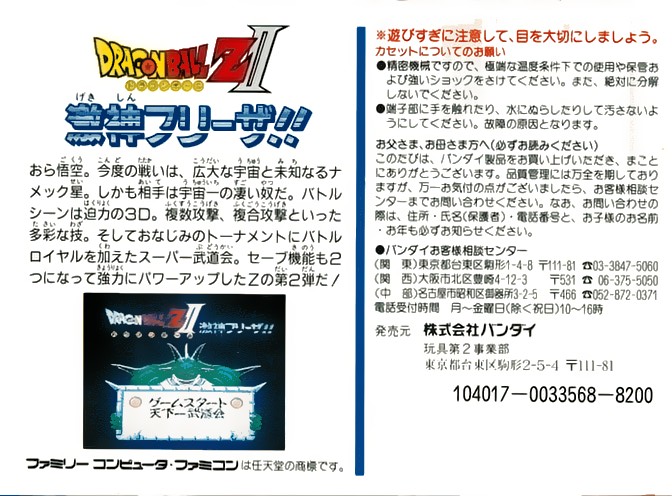 DRAGON BALL Z II
ドラゴンボールZ
激神フリーザ!!
おら悟空。今度の戦いは、広大な宇宙と未知なるナ
メック星。しかも相手は宇宙一の凄い奴だ。バトル
シーンは迫力の3D。複数攻撃、複合攻撃といった
多彩な技。そしておなじみのトーナメントにバトル
ロイヤルを加えたスーパー武道会。セーブ機能も2
つになって強力にパワーアップしたZの第2弾だ!
DRAGON BALL Z II
ドラゴンボールZ
激神フリーザ!!
ゲームスタート
天下一武道会
ファミリー コンピュータ・ファミコンは任天堂の商標です。
※遊びすぎに注意して、目を大切にしましょう。
カセットについてのお願い
●精密機械ですので、極端な温度条件下での使用や保管お
よび強いショックをさけてください。また、絶対に分解
しないでください。
●端子部に手を触れたり、水にぬらしたりして汚さないよ
うにしてください。故障の原因となります。
お父さま、お母さま方へ(必ずお読みください)
このたびは、バンダイ製品をお買い上げいただき、まこと
にありがとうございます。品質管理には万全を期しており
ますが、万一お気付の点がございましたら、お客様相談セ
ンターまでお問い合わせください。なお、お問い合わせの
際は、住所・氏名(保護者)・電話番号と、お子様のお名前
・お年も必ずお知らせください。
●バンダイお客様相談センター
(関 東)東京都台東区駒形1-4-8 〒111-81 ☎03-3847-5060
(関 西)大阪市北区豊崎4-12-3 〒531 ☎06-375-5050
(中 部)名古屋市昭和区御器所3-2-5 〒466 ☎052-872-0371
電話受付時間 月〜金曜日(除く祝日)10〜16時
発売元 株式会社バンダイ
玩具第2事業部
東京都台東区駒形2-5-4 〒111-81
104017-0033568-8200